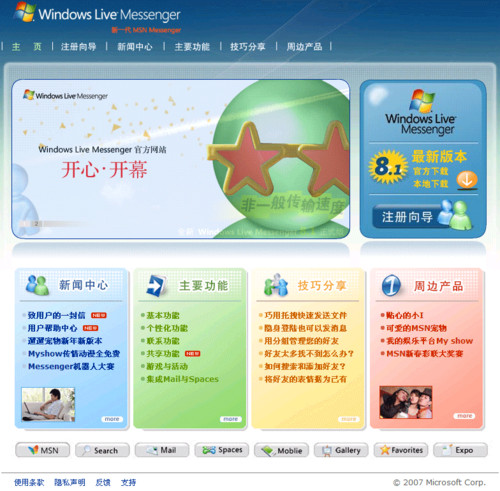 Windows Live Messenger
新一代 MSN Messenger
主 页 注册向导 新闻中心 主要功能 技巧分享 周边产品
Windows Live Messenger
Windows Live Messenger 官方网站
开心·开幕
非一般传输速度
全新 Windows Live Messenger
Windows Live
Messenger
8.1
最新版本
官方下载
本地下载
注册向导
新闻中心
致用户的一封信 NEW
用户帮助中心 NEW
邂逅宠物新年新版本
Myshow传情动漫全免费
Messenger机器人大赛
more
主要功能
基本功能
个性化功能
联系功能
共享功能 NEW
游戏与活动
集成Mail与Spaces
more
技巧分享
巧用托拽快速发送文件
隐身登陆也可以发消息
用分组管理您的好友
好友太多找不到怎么办?
如何搜索和添加好友?
将好友的表情据为己有
more
周边产品
贴心的小I
可爱的MSN宠物
我的娱乐平台My show
MSN新春彩联大奖赛
more
MSN Search Mail Spaces Moblie Gallery Favorites Expo
使用条款 隐私声明 反馈 支持
© 2007 Microsoft Corp.